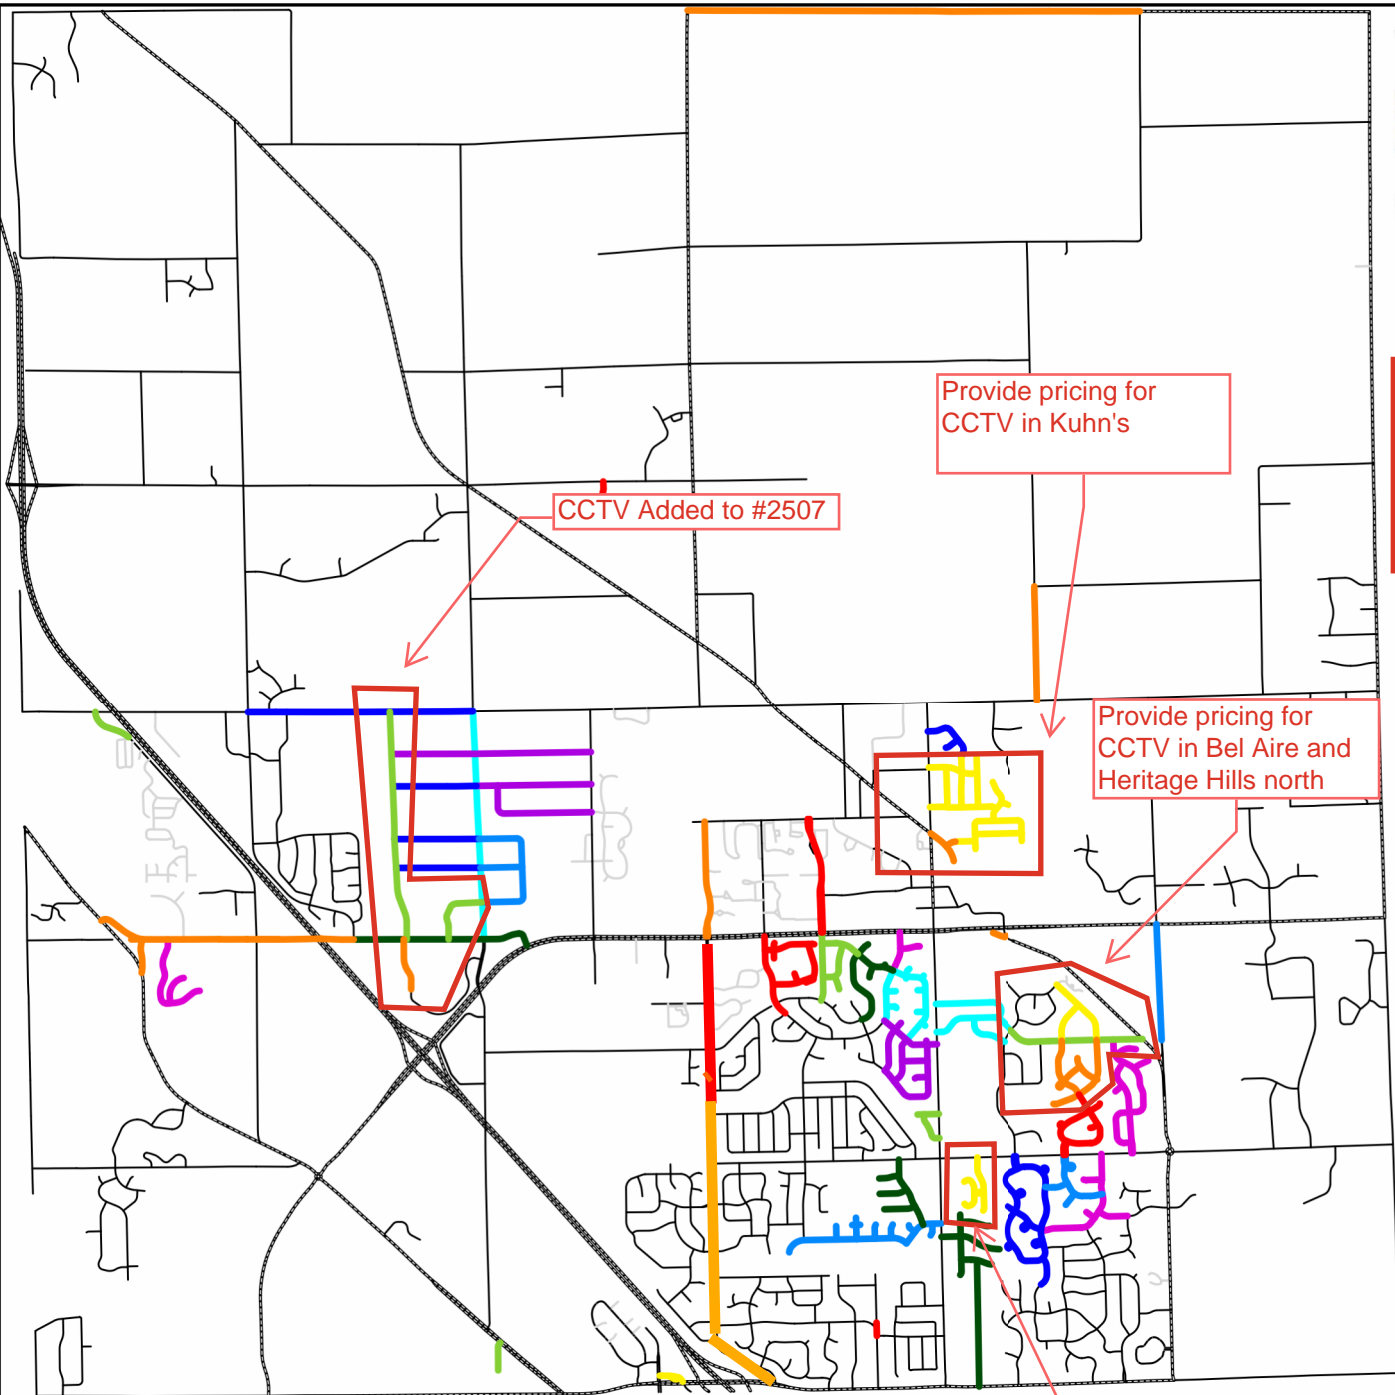 Provide pricing for
CCTV in Kuhn's
CCTV Added to #2507
Provide pricing for
CCTV in Bel Aire and
Heritage Hills north